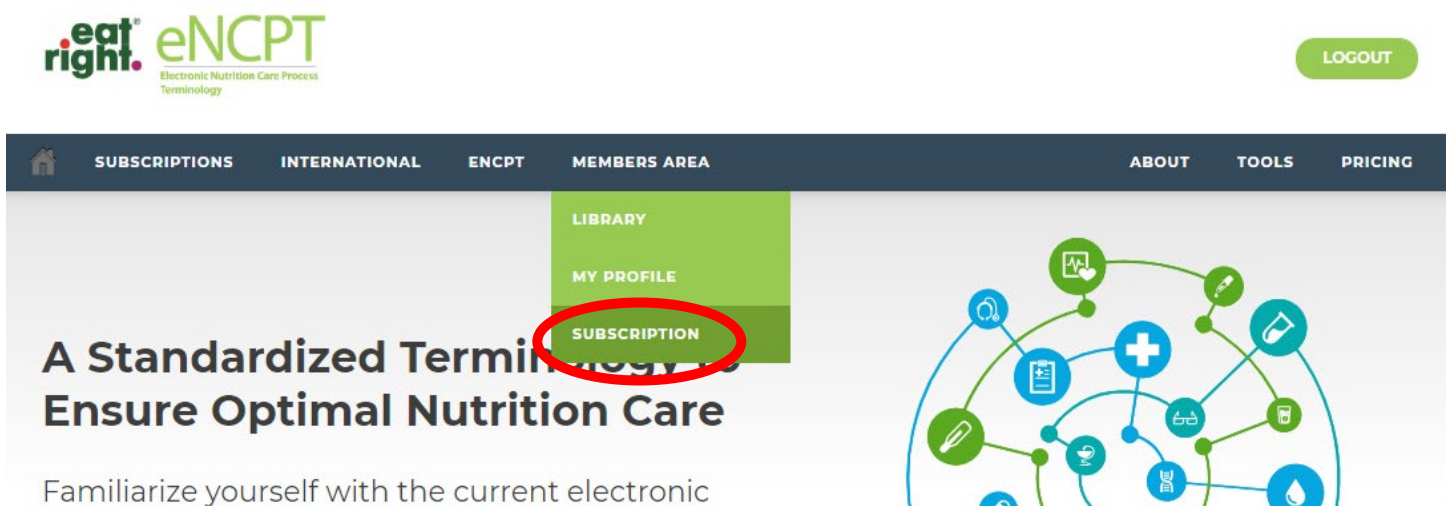 eat
right.
eNCPT
Electronic Nutrition Care Process
Terminology
LOGOUT
SUBSCRIPTIONS INTERNATIONAL ENCPT MEMBERS AREA ABOUT TOOLS PRICING
LIBRARY
MY PROFILE
SUBSCRIPTION
A Standardized Terminology to
Ensure Optimal Nutrition Care
Familiarize yourself with the current electronic